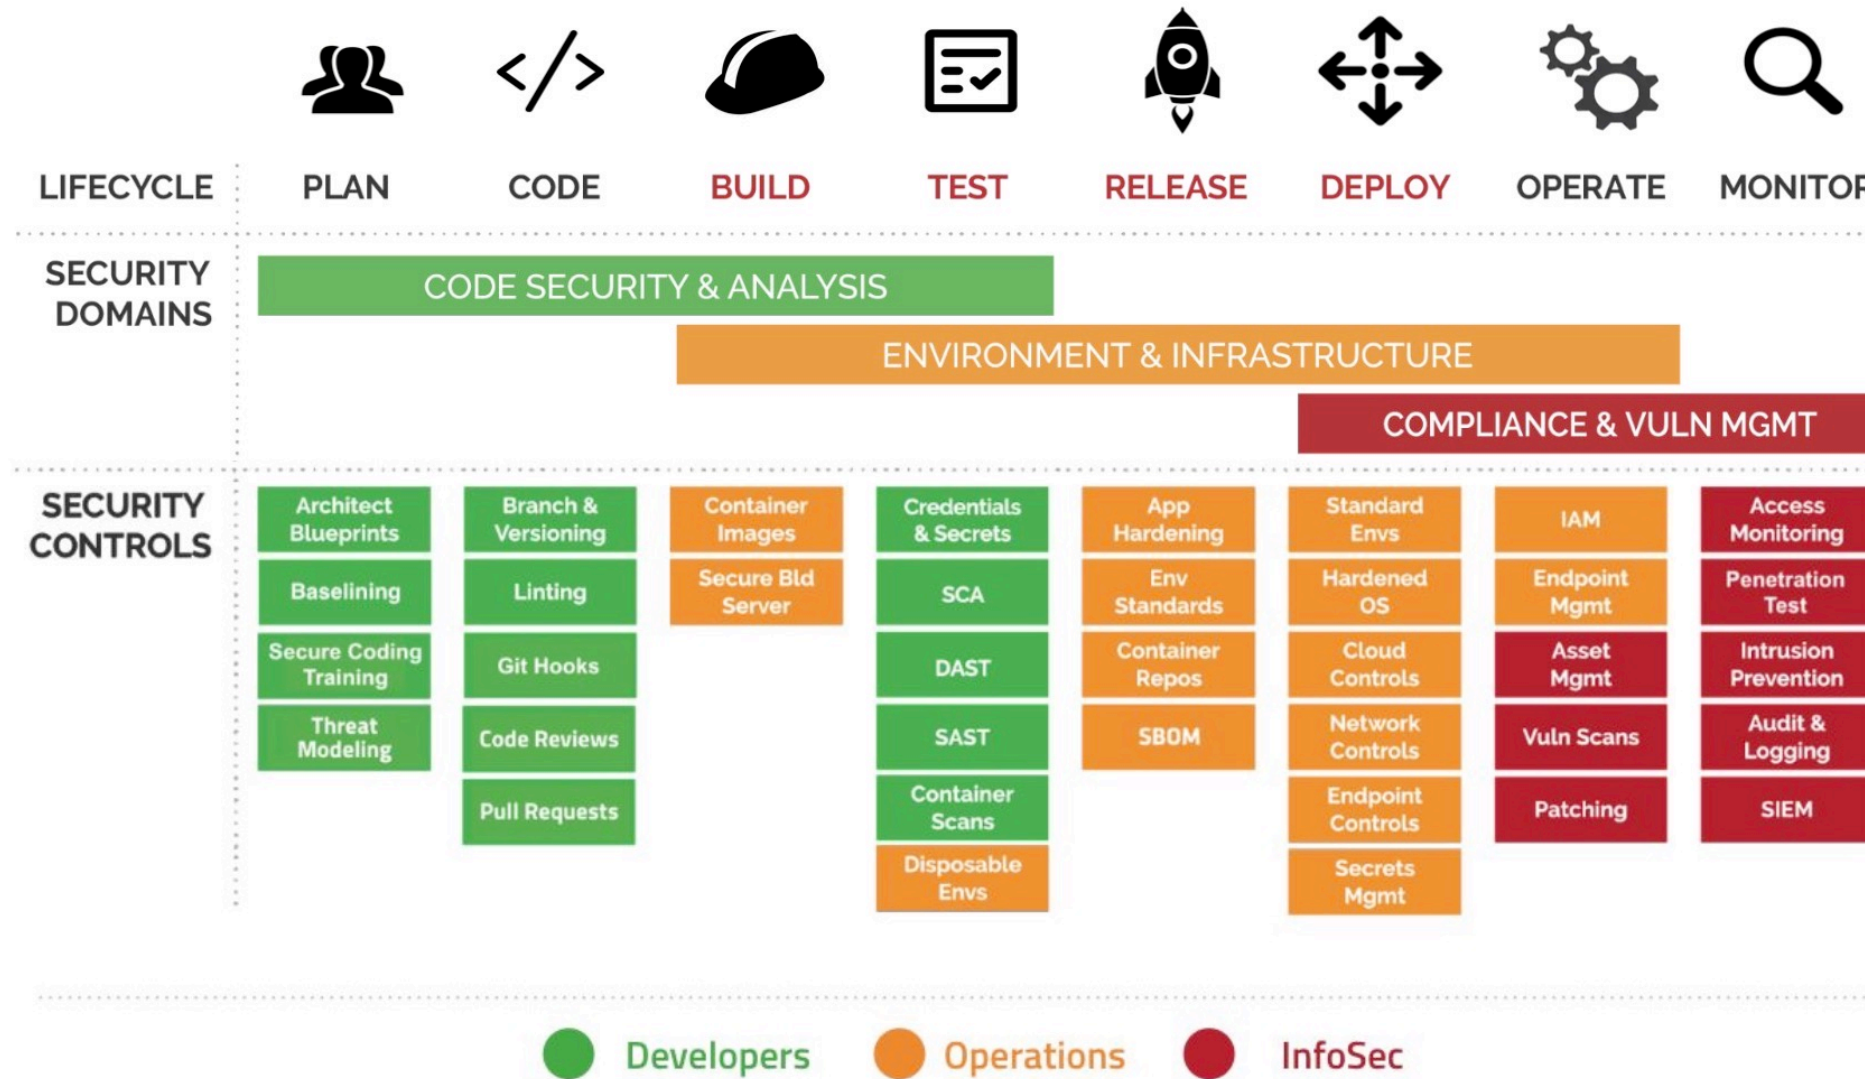 LIFECYCLE
PLAN
CODE
BUILD
TEST
RELEASE
DEPLOY
OPERATE
MONITOR
SECURITY
DOMAINS
CODE SECURITY & ANALYSIS
ENVIRONMENT & INFRASTRUCTURE
COMPLIANCE & VULN MGMT
SECURITY
CONTROLS
Architect
Blueprints
Baselining
Secure Coding
Training
Threat
Modeling
Branch &
Versioning
Linting
Git Hooks
Code Reviews
Pull Requests
Container
Images
Secure Bld
Server
Credentials
& Secrets
SCA
DAST
SAST
Container
Scans
Disposable
Envs
App
Hardening
Env
Standards
Container
Repos
SBOM
Standard
Envs
Hardened
OS
Cloud
Controls
Network
Controls
Endpoint
Controls
Secrets
Mgmt
IAM
Endpoint
Mgmt
Asset
Mgmt
Vuln Scans
Patching
Access
Monitoring
Penetration
Test
Intrusion
Prevention
Audit &
Logging
SIEM
Developers
Operations
InfoSec